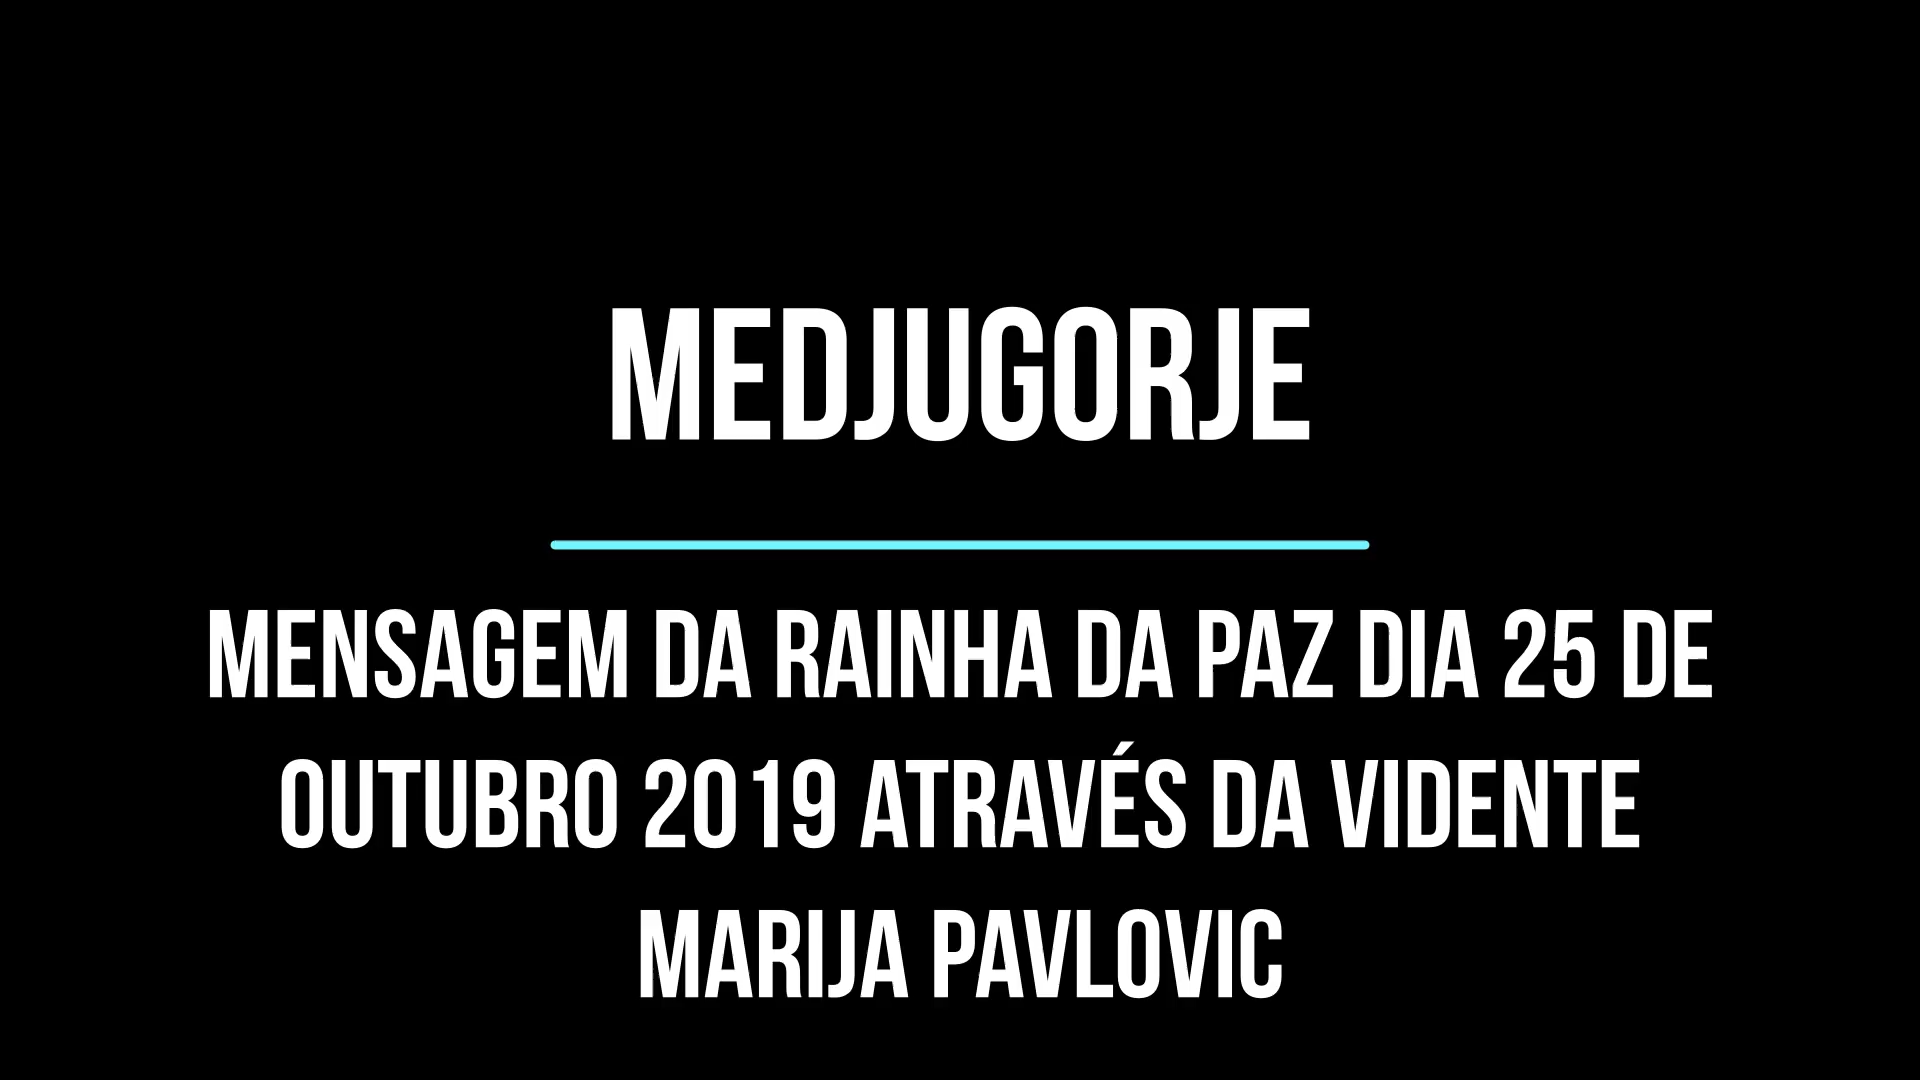 MEDJUGORJE
MENSAGEM DA RAINHA DA PAZ DIA 25 DE
OUTUBRO 2019 ATRAVÉS DA VIDENTE
MARIJA PAVLOVIC